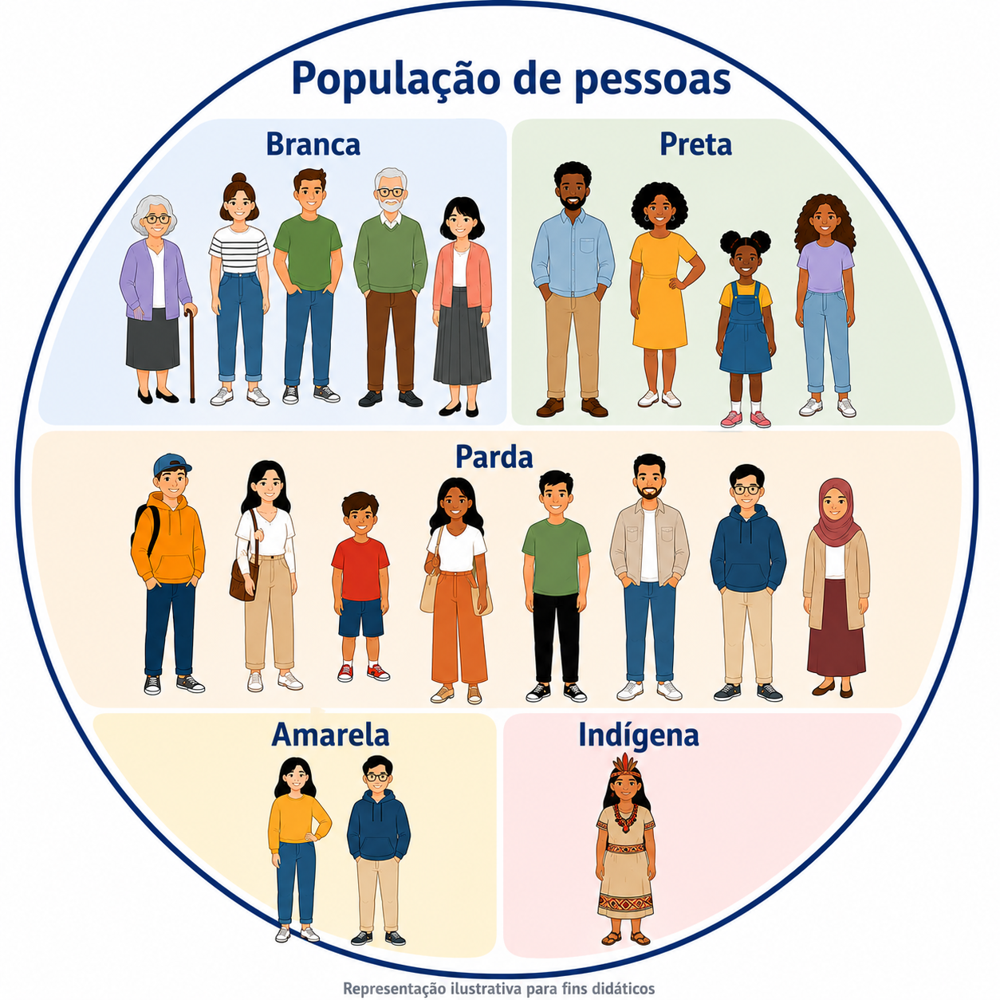 População de pessoas
Branca
Preta
Parda
Amarela
Indígena
Representação ilustrativa para fins didáticos